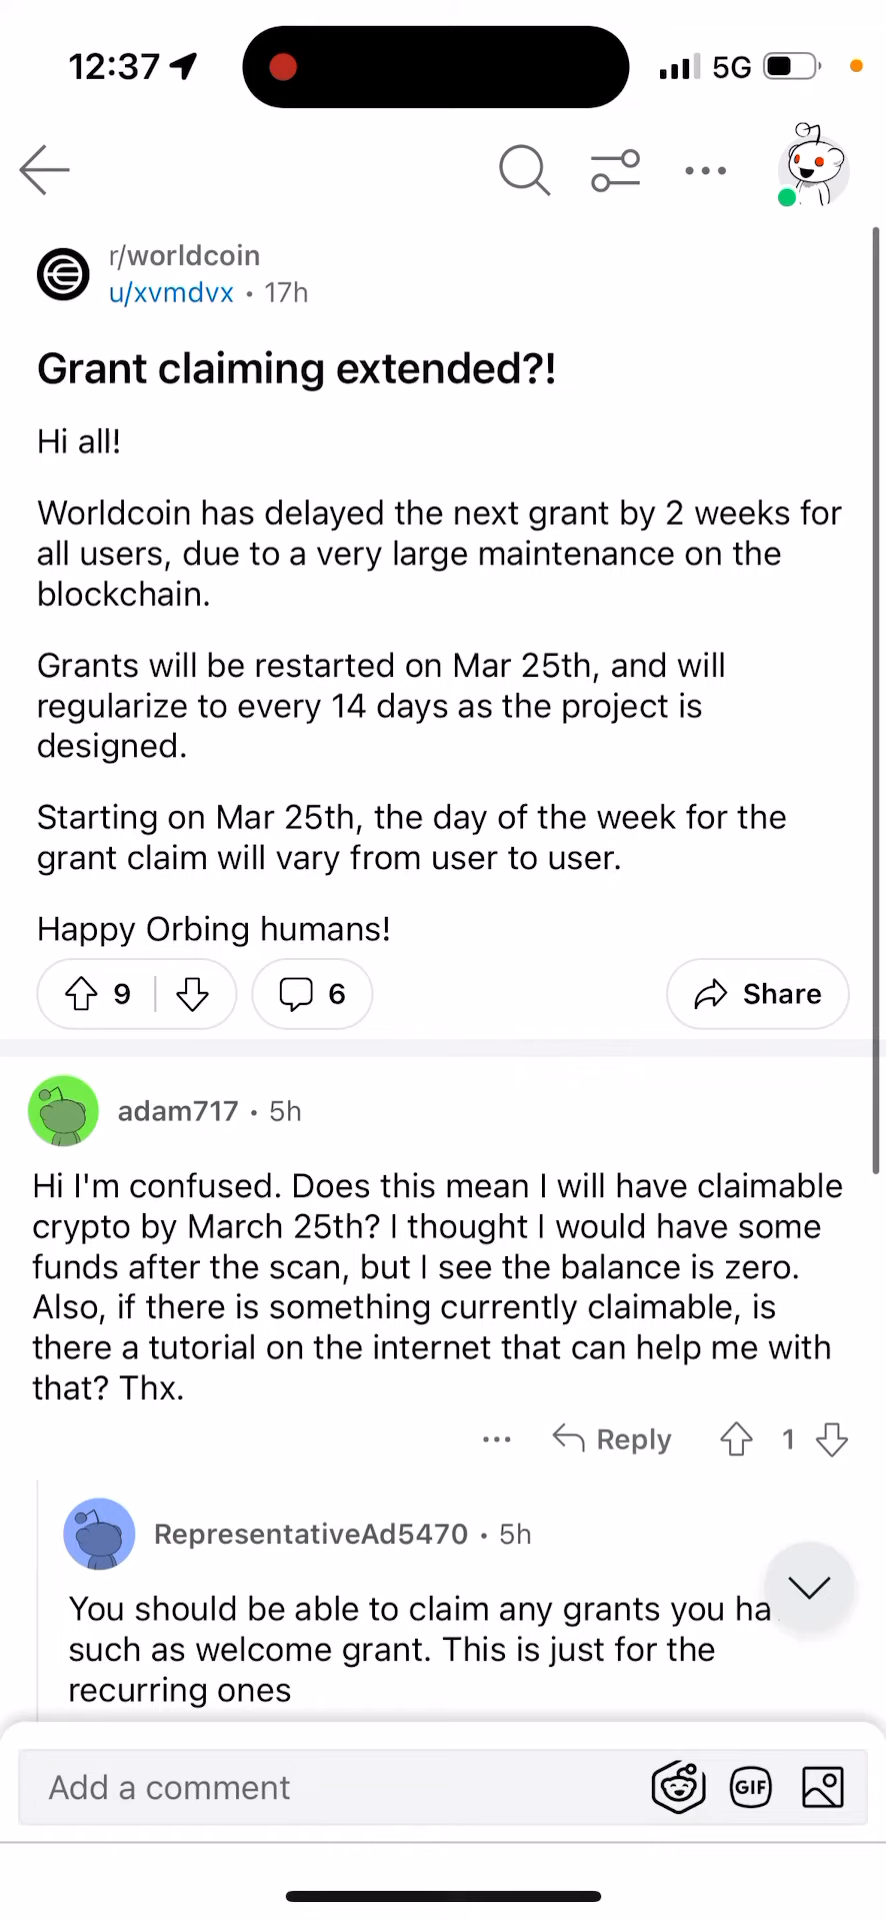 12:37
5G
r/worldcoin
u/xvmdvx • 17h
Grant claiming extended?!
Hi all!
Worldcoin has delayed the next grant by 2 weeks for
all users, due to a very large maintenance on the
blockchain.
Grants will be restarted on Mar 25th, and will
regularize to every 14 days as the project is
designed.
Starting on Mar 25th, the day of the week for the
grant claim will vary from user to user.
Happy Orbing humans!
9
6
Share
adam717 • 5h
Hi I'm confused. Does this mean I will have claimable
crypto by March 25th? I thought I would have some
funds after the scan, but I see the balance is zero.
Also, if there is something currently claimable, is
there a tutorial on the internet that can help me with
that? Thx.
Reply
1
RepresentativeAd5470 • 5h
You should be able to claim any grants you ha
such as welcome grant. This is just for the
recurring ones
Add a comment
GIF